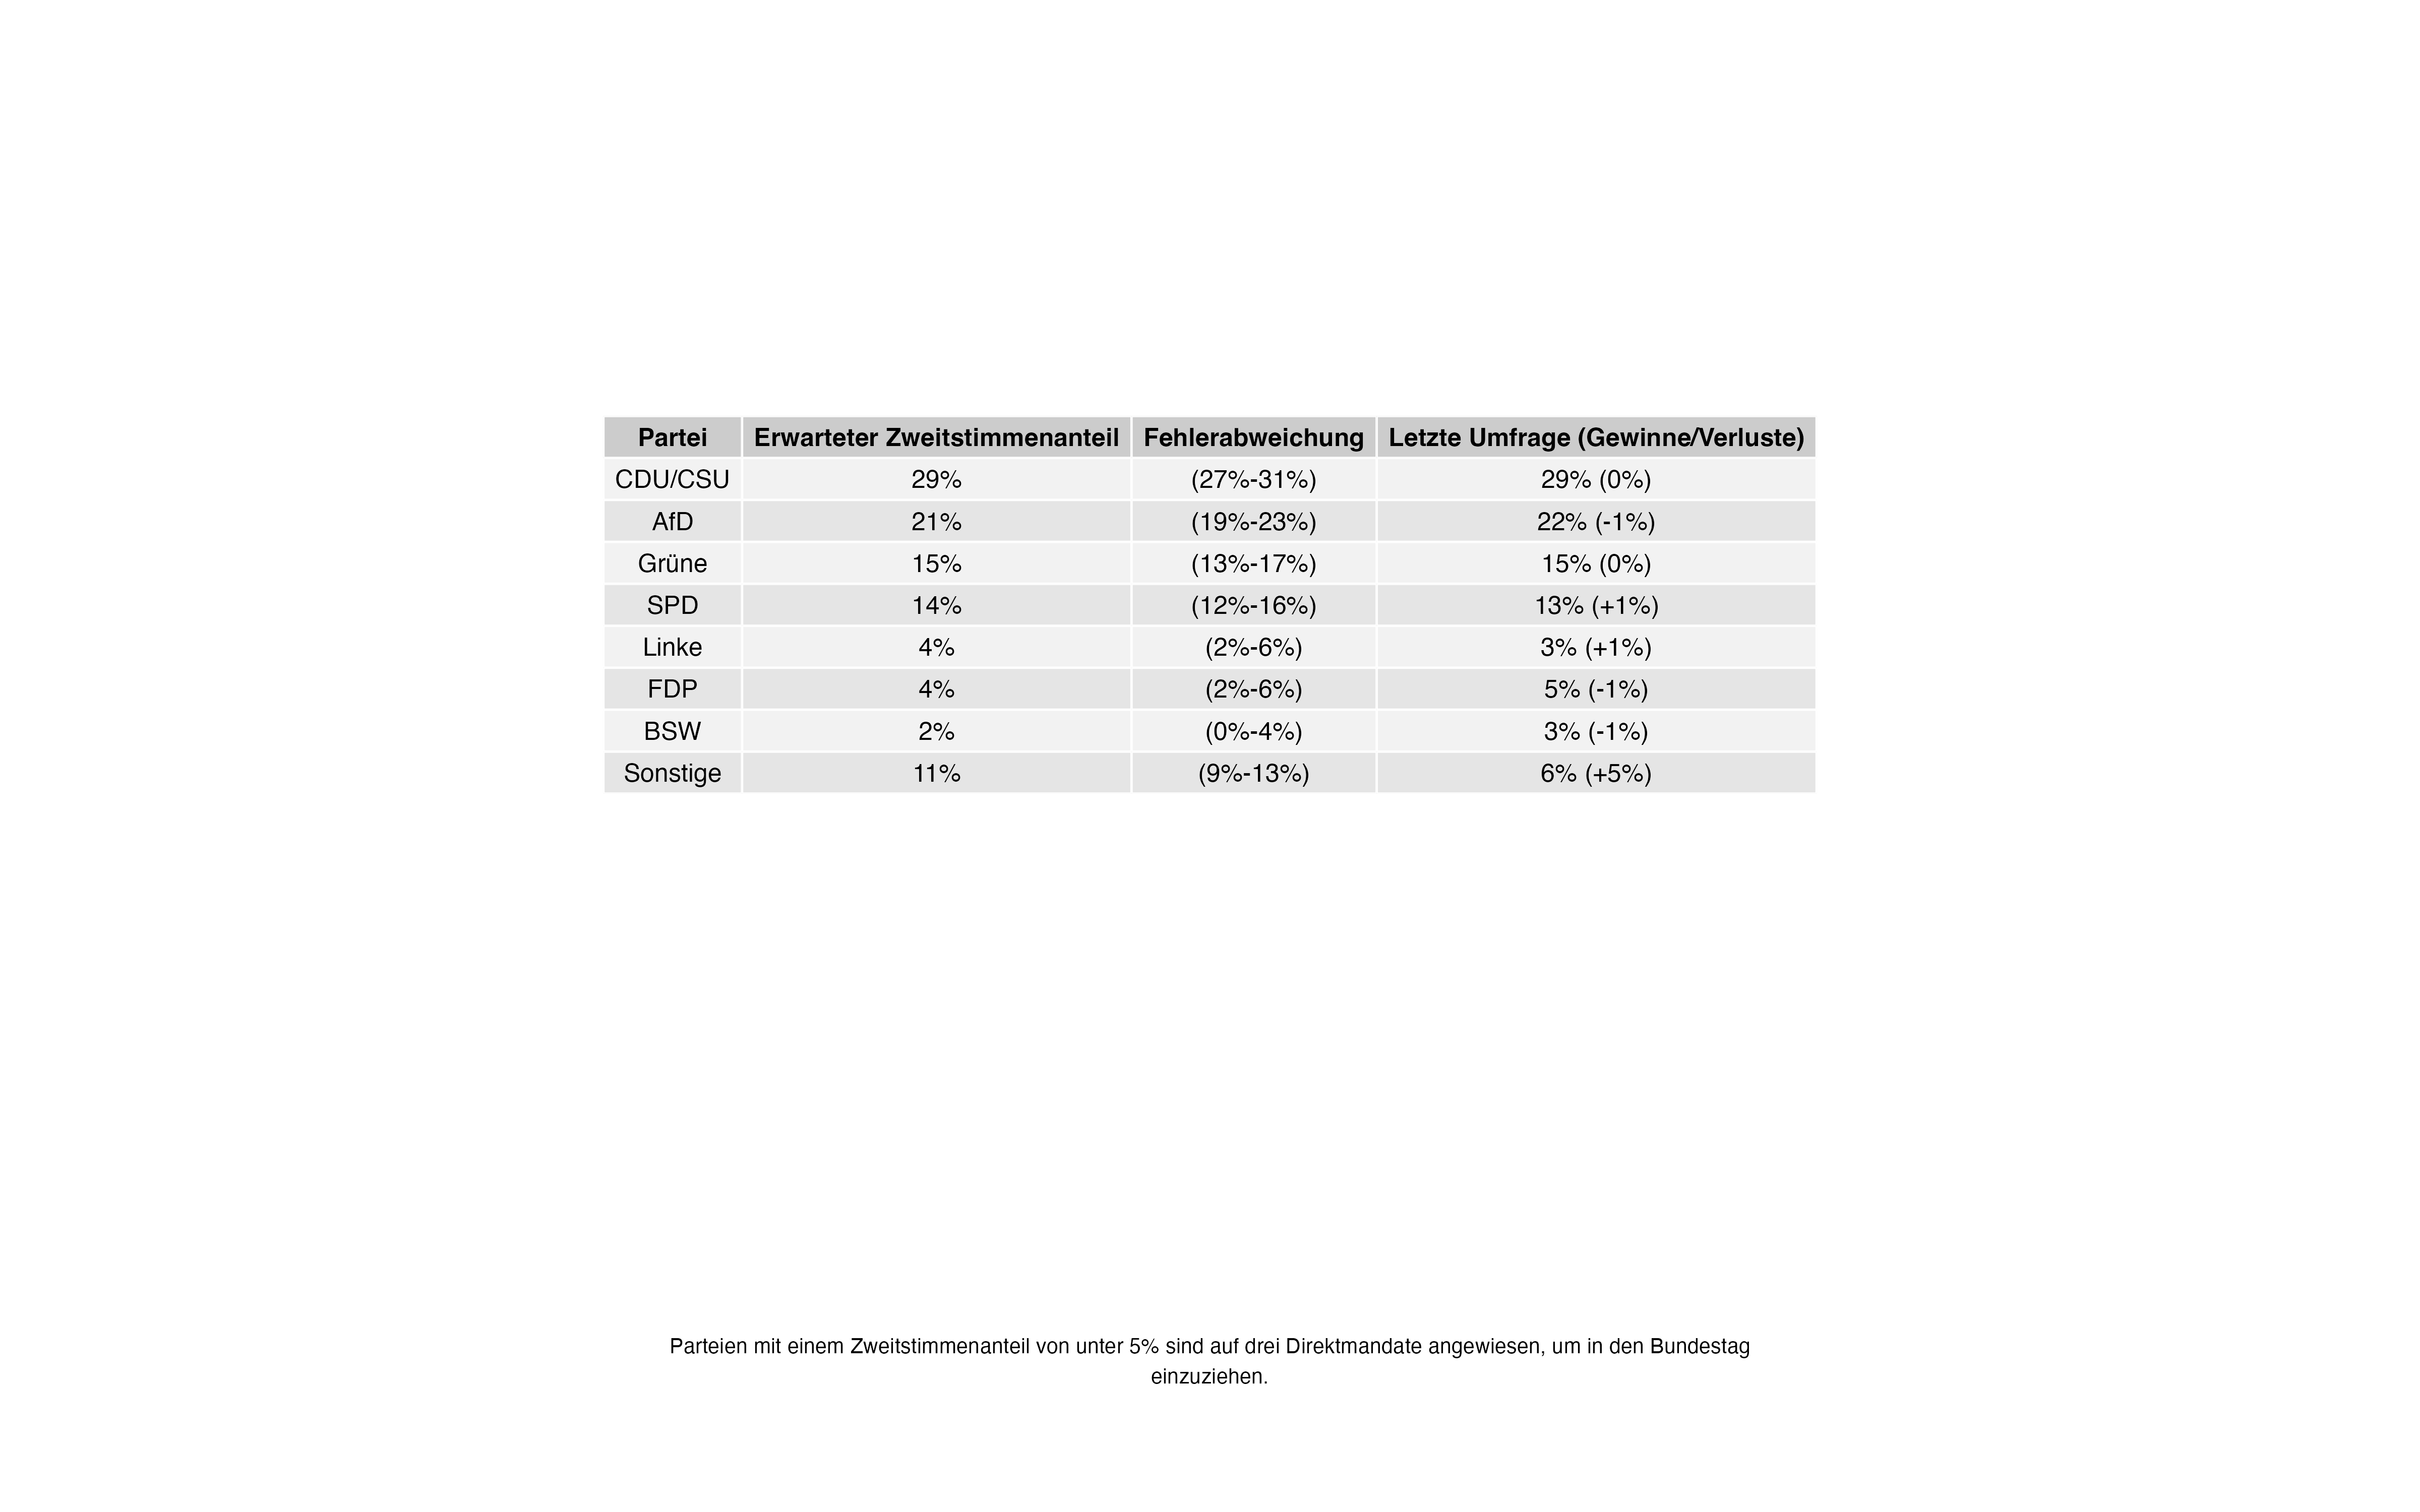 Partei Erwarteter Zweitstimmenanteil Fehlerabweichung Letzte Umfrage (Gewinne/Verluste)
CDU/CSU 29% (27%-31%) 29% (0%)
AfD 21% (19%-23%) 22% (-1%)
Grüne 15% (13%-17%) 15% (0%)
SPD 14% (12%-16%) 13% (+1%)
Linke 4% (2%-6%) 3% (+1%)
FDP 4% (2%-6%) 5% (-1%)
BSW 2% (0%-4%) 3% (-1%)
Sonstige 11% (9%-13%) 6% (+5%)
Parteien mit einem Zweitstimmenanteil von unter 5% sind auf drei Direktmandate angewiesen, um in den Bundestag
einzuziehen.